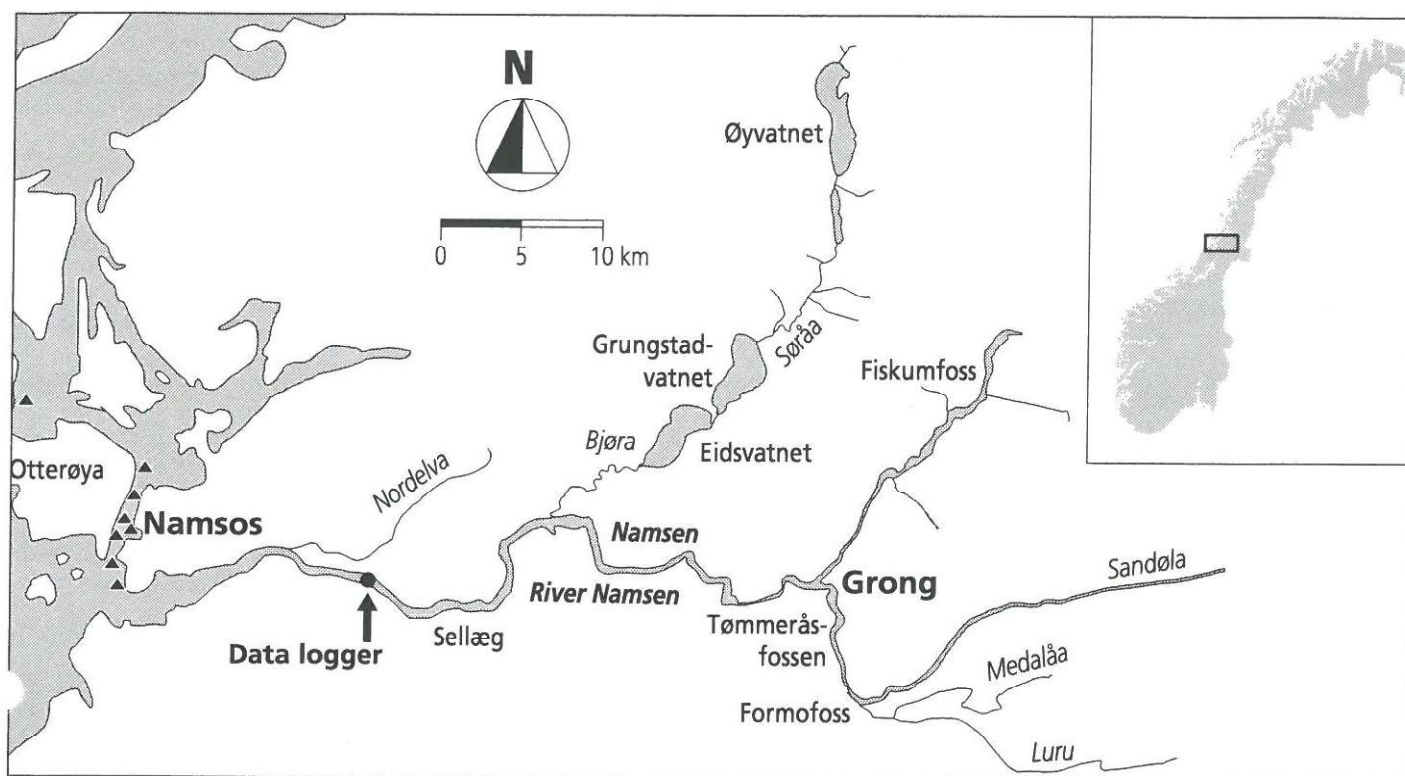 N
0 5 10 km
Øyvatnet
Grungstad-
vatnet
Søråa
Fiskumfoss
Bjøra
Eidsvatnet
Otterøya
Nordelva
Namsos
Namsen
River Namsen
Grong
Sandøla
Data logger
Sellæg
Tømmerås-
fossen
Medalåa
Formofoss
Luru